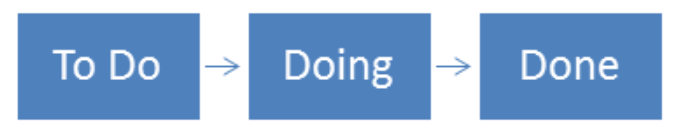 To Do → Doing → Done